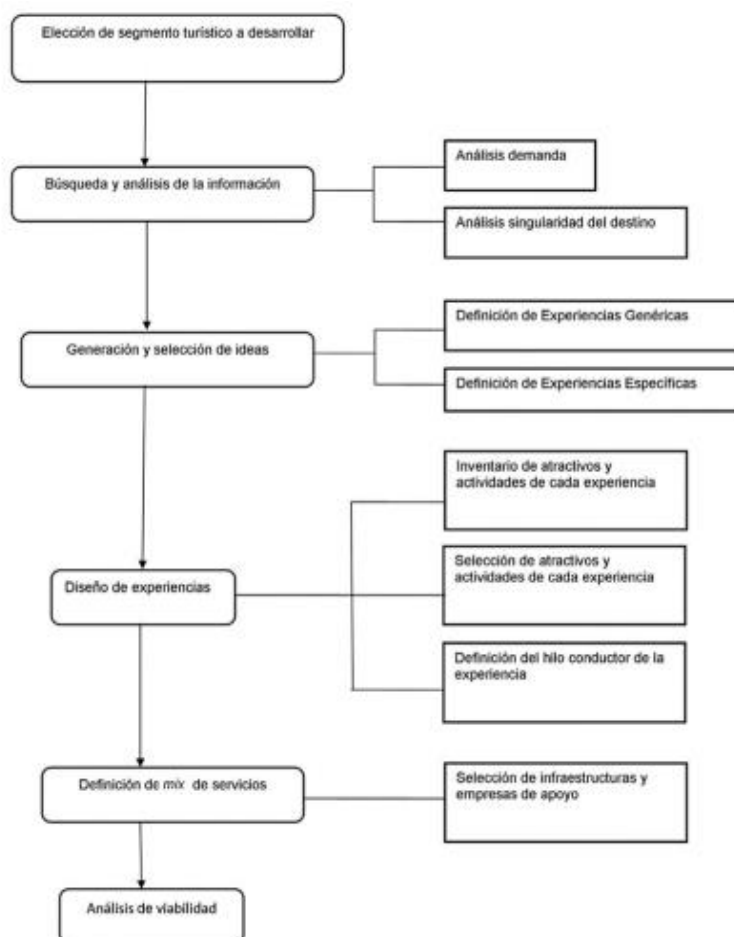 Elección de segmento turístico a desarrollar
Búsqueda y análisis de la información
Análisis demanda
Análisis singularidad del destino
Generación y selección de ideas
Definición de Experiencias Genéricas
Definición de Experiencias Específicas
Inventario de atractivos y
actividades de cada experiencia
Diseño de experiencias
Selección de atractivos y
actividades de cada experiencia
Definición del hilo conductor de la
experiencia
Definición de mix de servicios
Selección de infraestructuras y
empresas de apoyo
Análisis de viabilidad